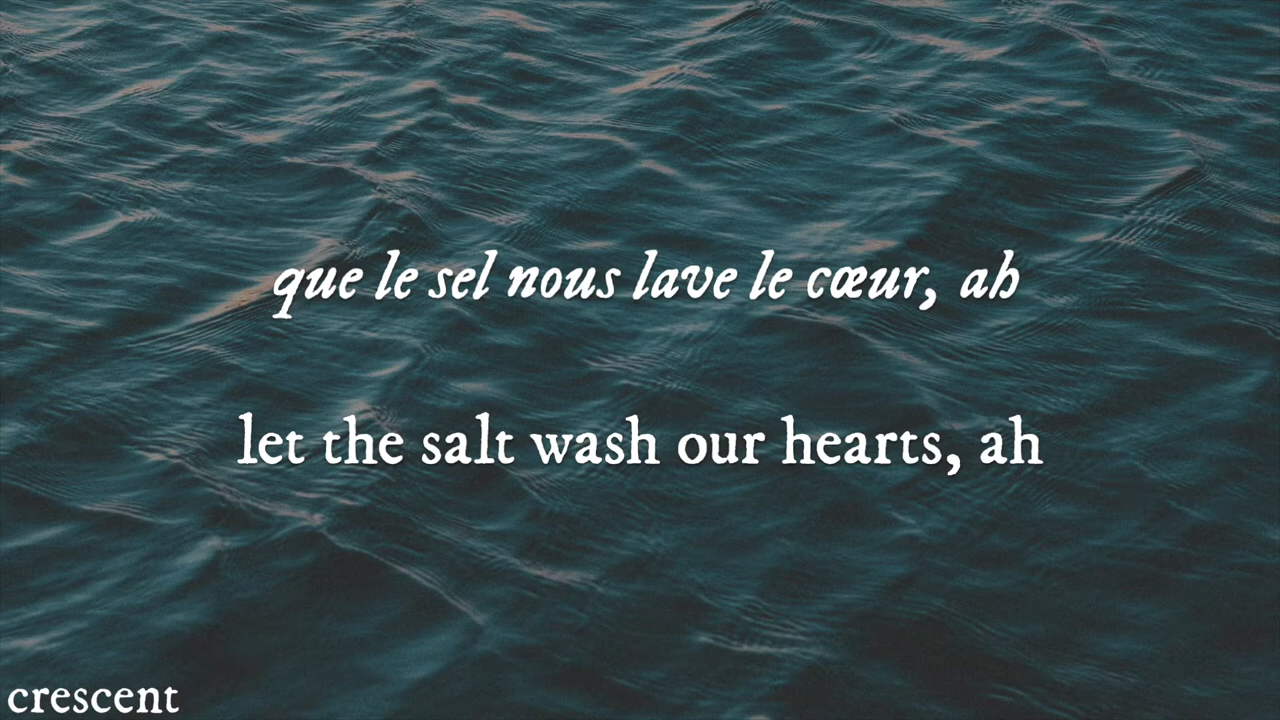 que le sel nous lave le cœur, ah
let the salt wash our hearts, ah
crescent